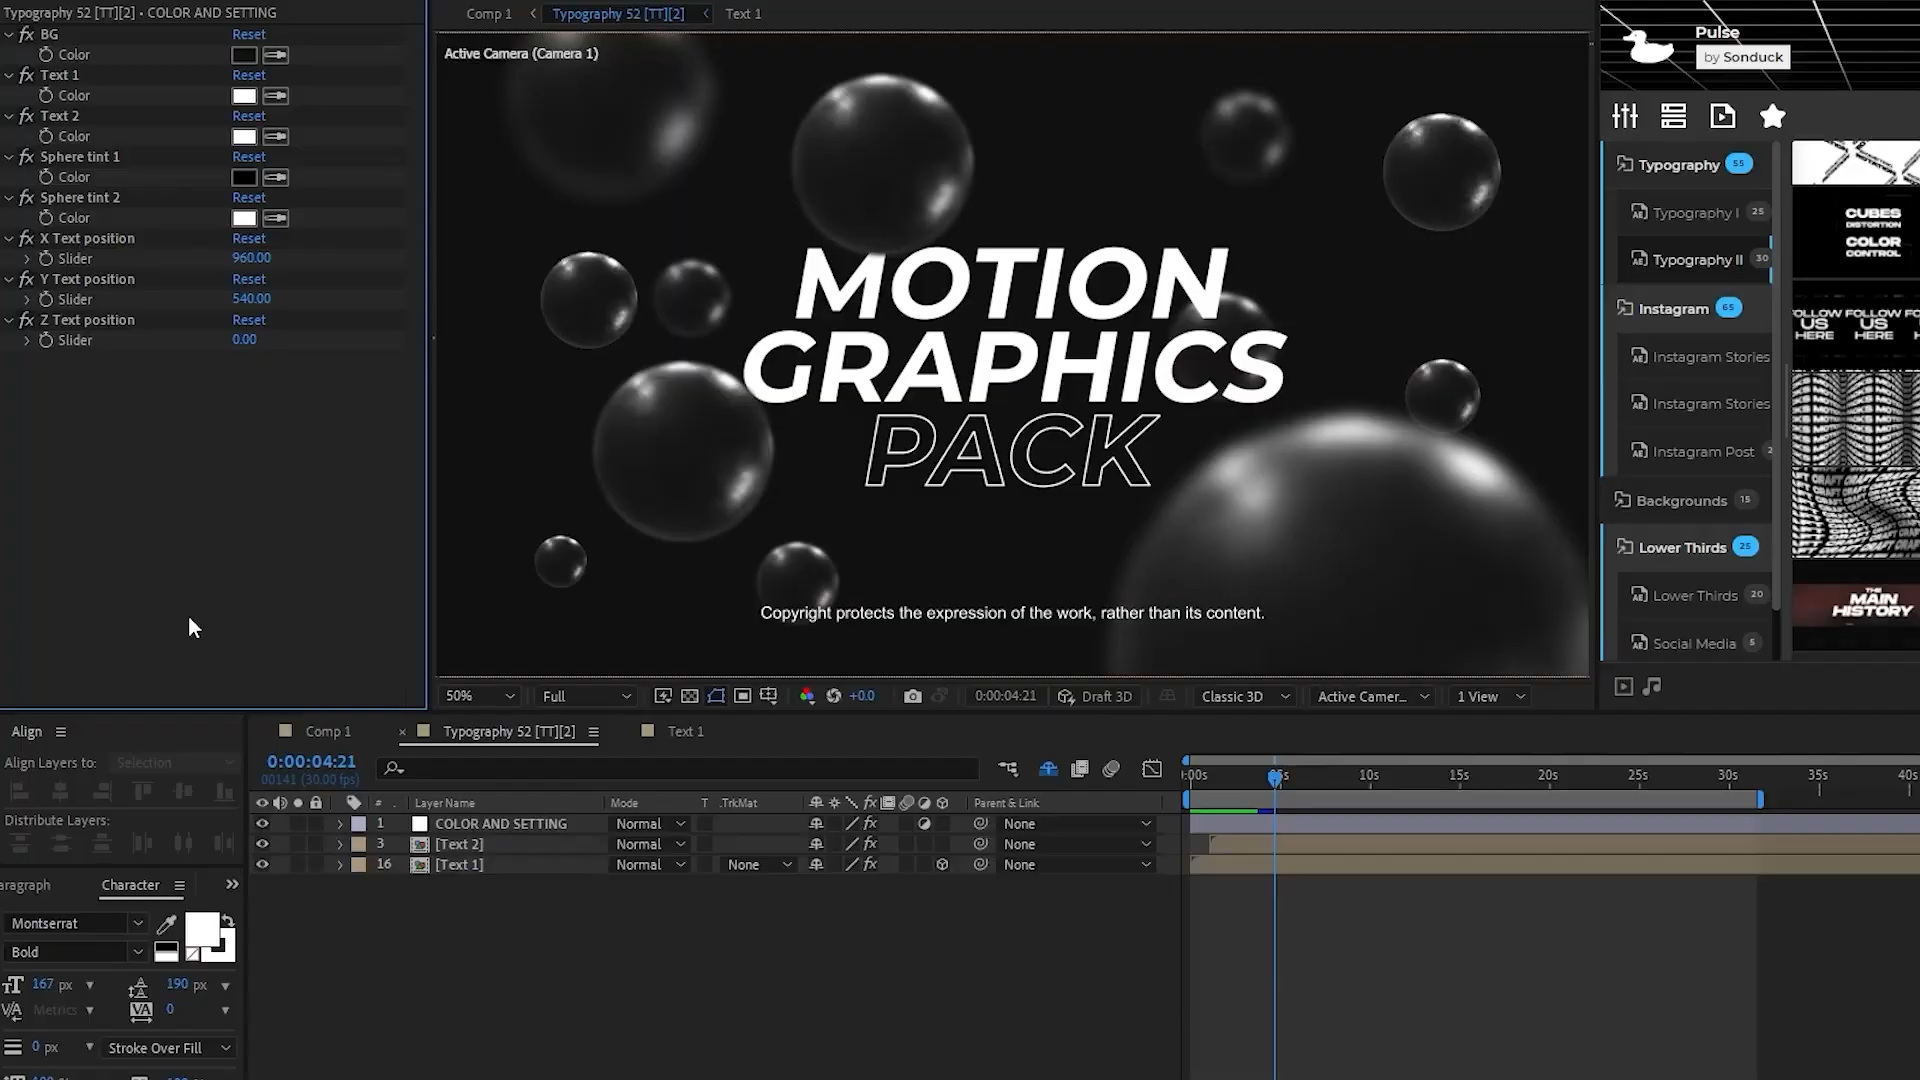 Typography 52 [TT][2] • COLOR AND SETTING
fx BG Reset
Color
fx Text 1 Reset
Color
fx Text 2 Reset
Color
fx Sphere tint 1 Reset
Color
fx Sphere tint 2 Reset
Color
fx X Text position Reset
Slider 960.00
fx Y Text position Reset
Slider 540.00
fx Z Text position Reset
Slider 0.00
Comp 1 Typography 52 [TT][2] Text 1
Active Camera (Camera 1)
MOTION
GRAPHICS
PACK
Copyright protects the expression of the work, rather than its content.
50% Full +0.0 0:00:04:21 Draft 3D Classic 3D Active Camer... 1 View
Pulse
by Sonduck
Typography 55
Typography I 25
Typography II 30
Instagram 65
Instagram Stories
Instagram Stories
Instagram Post 2
Backgrounds 15
Lower Thirds 25
Lower Thirds 20
Social Media 5
CUBES
DISTORTION
COLOR
CONTROL
FOLLOW FOLLOW
US US
HERE HERE
THE
MAIN
HISTORY
Align
Align Layers to: Selection
Distribute Layers:
aragraph Character
Montserrat
Bold
167 px 190 px
Metrics 0
0 px Stroke Over Fill
Comp 1 Typography 52 [TT][2] Text 1
0:00:04:21
00141 (30.00 fps)
# Layer Name Mode T .TrkMat Parent & Link
1 COLOR AND SETTING Normal None
3 [Text 2] Normal None
16 [Text 1] Normal None None
:00s 05s 10s 15s 20s 25s 30s 35s 40s